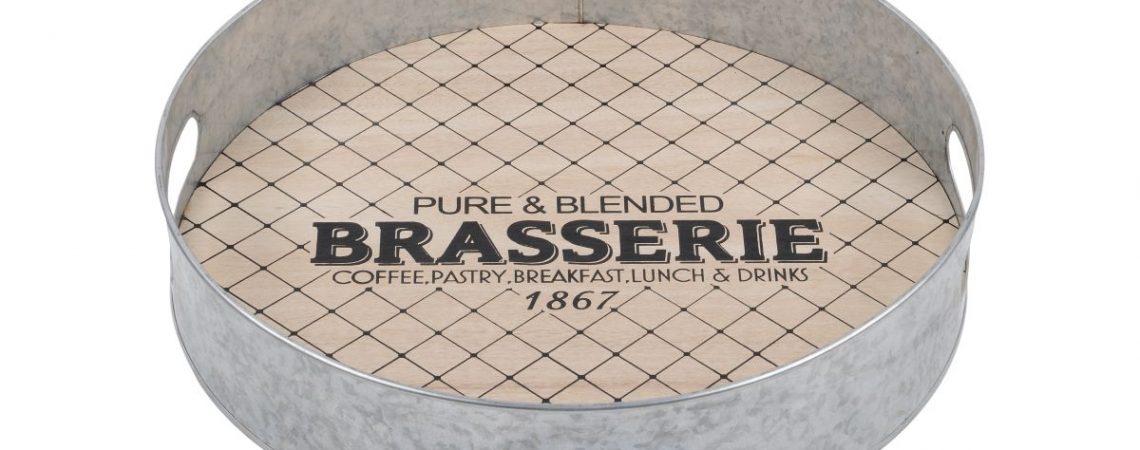 PURE & BLENDED
BRASSERIE
COFFEE,PASTRY,BREAKFAST,LUNCH & DRINKS
1867